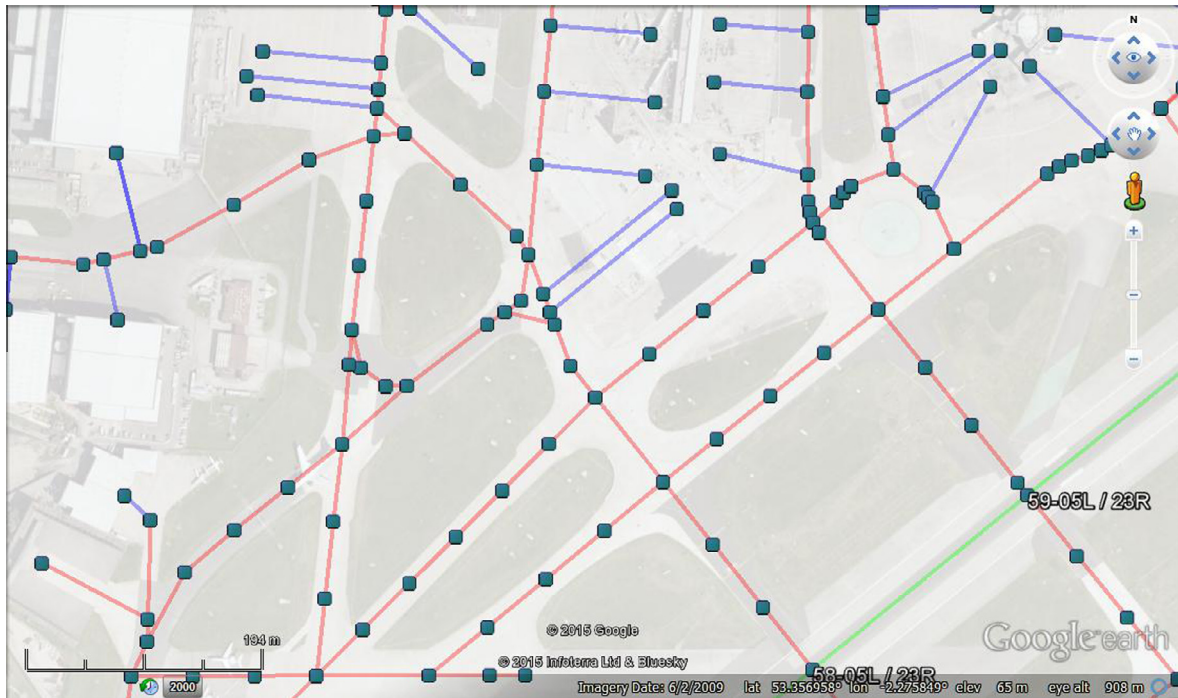 N
59-05L / 23R
194 m
© 2015 Google
Google earth
© 2015 Infoterra Ltd & Bluesky
58-05L / 23R
2000
Imagery Date: 6/2/2009 lat 53.356958° lon -2.275849° elev 65 m eye alt 908 m